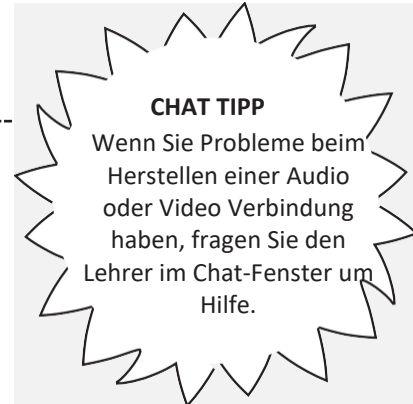 CHAT TIPP
Wenn Sie Probleme beim
Herstellen einer Audio
oder Video Verbindung
haben, fragen Sie den
Lehrer im Chat-Fenster um
Hilfe.